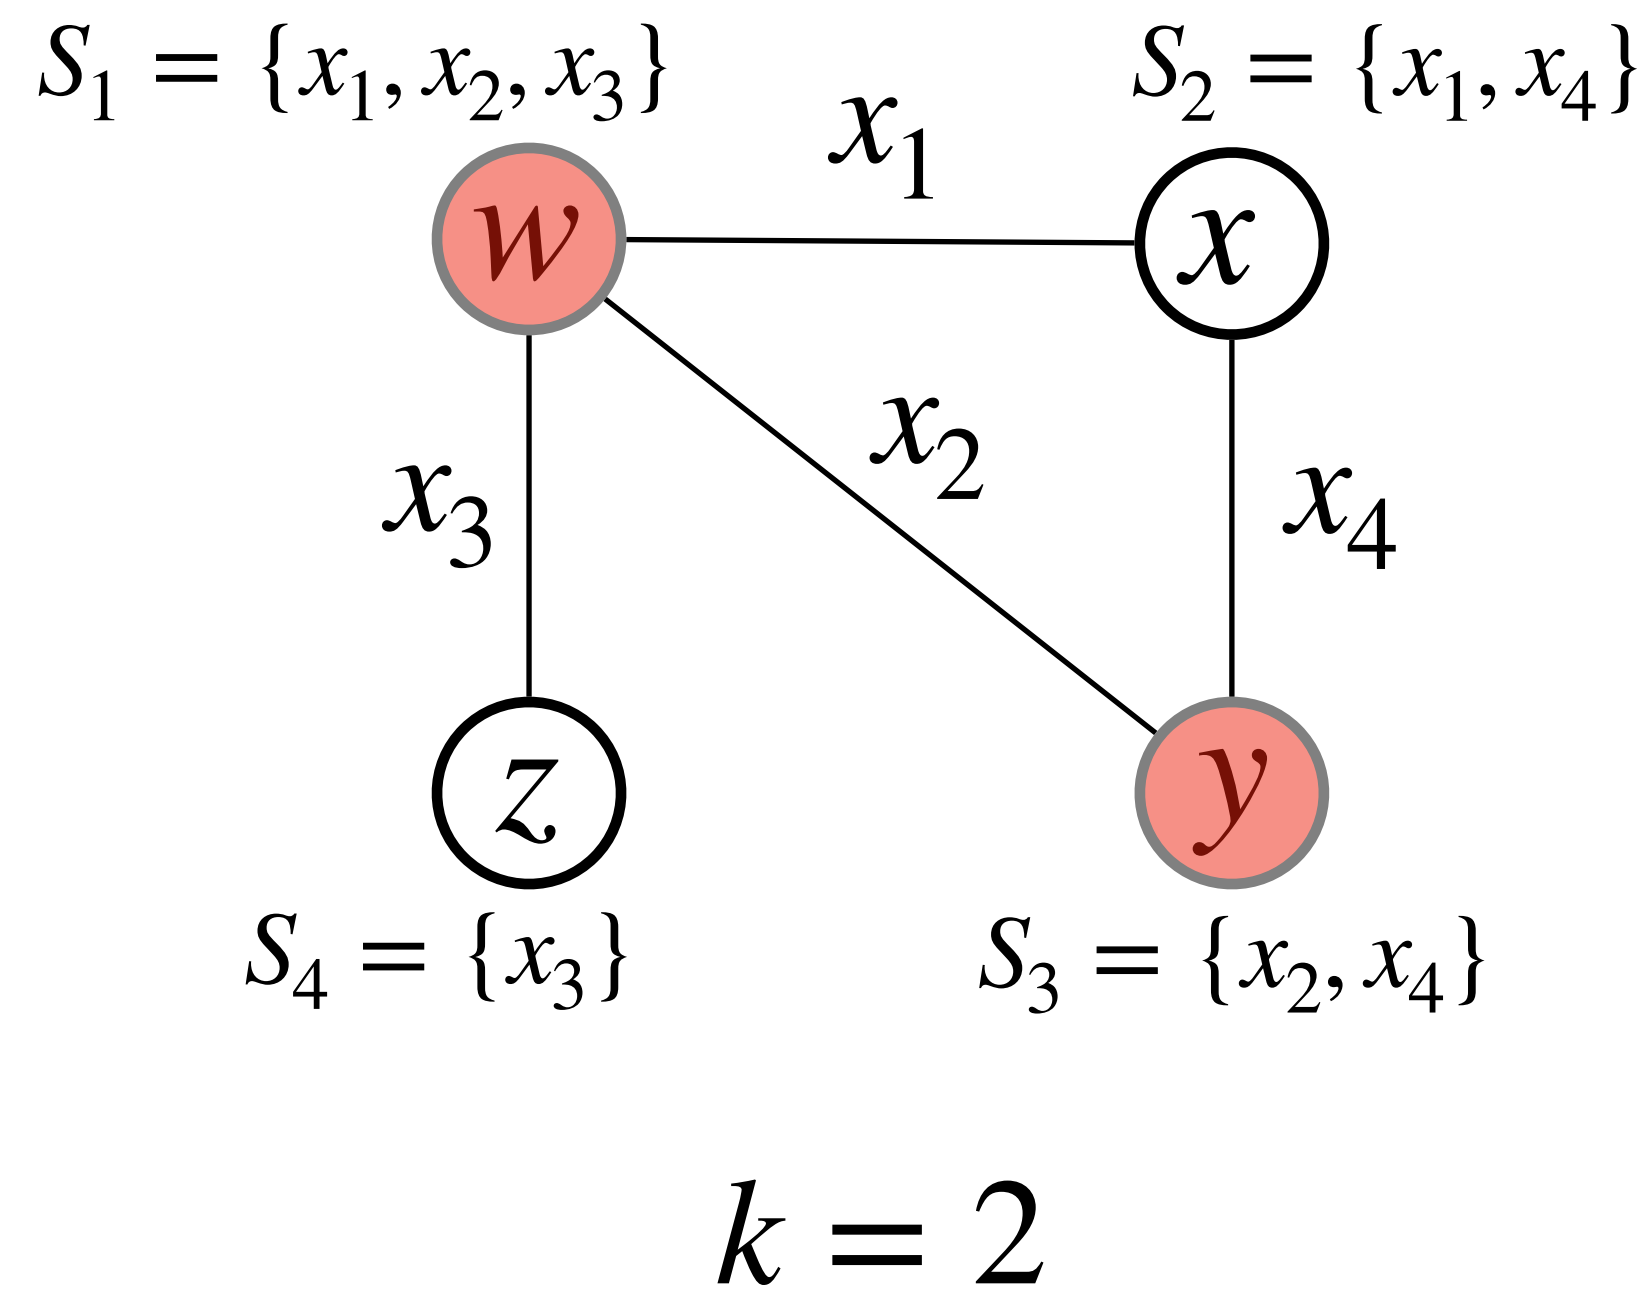 S₁ = {x₁, x₂, x₃}
S₂ = {x₁, x₄}
x₁
w
x
x₂
x₃
x₄
z
y
S₄ = {x₃}
S₃ = {x₂, x₄}
k = 2